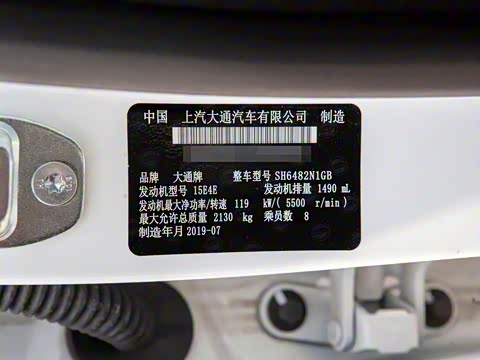 中国 上汽大通汽车有限公司 制造
品牌 大通牌 整车型号 SH6482N1GB
发动机型号 15E4E 发动机排量 1490 mL
发动机最大净功率/转速 119 kW/( 5500 r/min)
最大允许总质量 2130 kg 乘员数 8
制造年月 2019-07